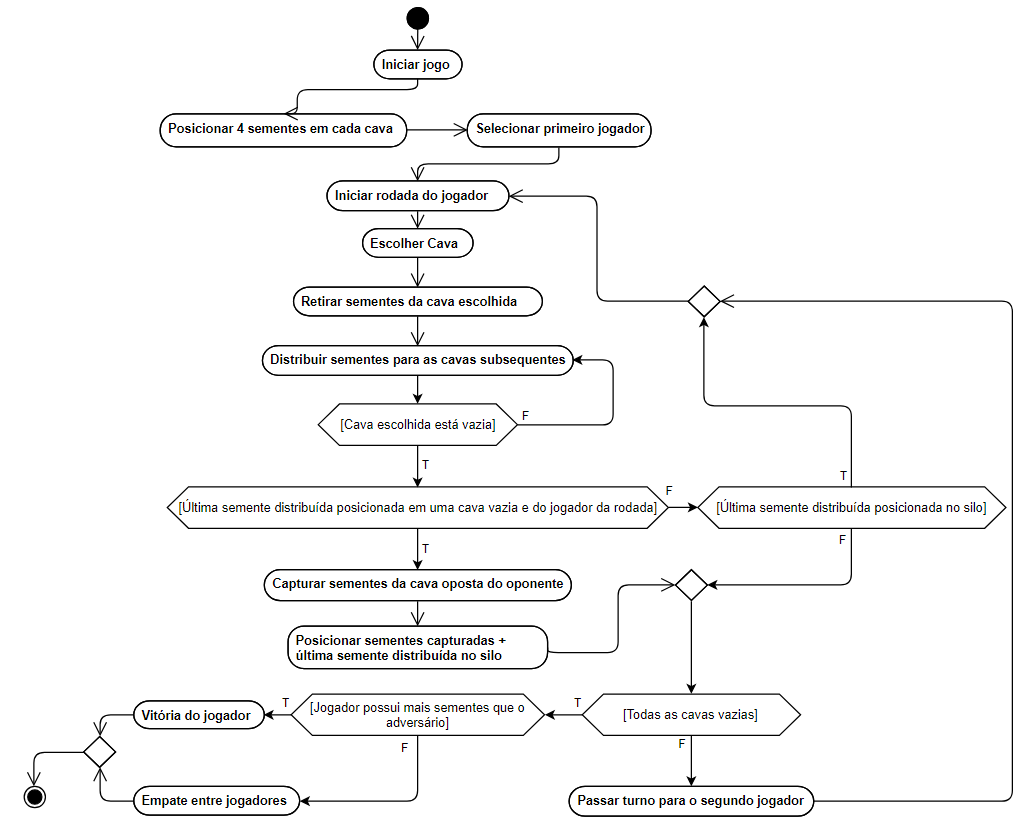 Iniciar jogo
Posicionar 4 sementes em cada cava
Selecionar primeiro jogador
Iniciar rodada do jogador
Escolher Cava
Retirar sementes da cava escolhida
Distribuir sementes para as cavas subsequentes
[Cava escolhida está vazia]
F
T
[Última semente distribuída posicionada em uma cava vazia e do jogador da rodada]
F
T
[Última semente distribuída posicionada no silo]
T
F
Capturar sementes da cava oposta do oponente
Posicionar sementes capturadas +
última semente distribuída no silo
[Todas as cavas vazias]
T
F
[Jogador possui mais sementes que o
adversário]
T
F
Vitória do jogador
Empate entre jogadores
Passar turno para o segundo jogador